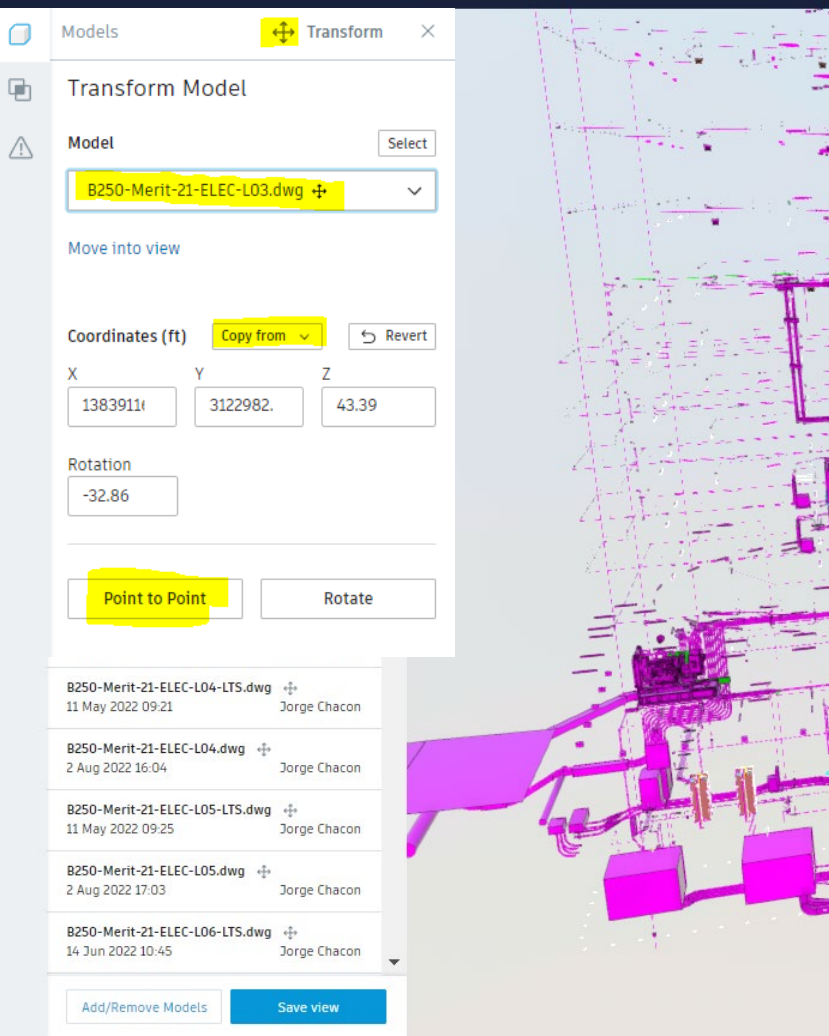 Models Transform
Transform Model
Model Select
B250-Merit-21-ELEC-L03.dwg
Move into view
Coordinates (ft) Copy from Revert
X Y Z
1383911 3122982. 43.39
Rotation
-32.86
Point to Point Rotate
B250-Merit-21-ELEC-L04-LTS.dwg
11 May 2022 09:21 Jorge Chacon
B250-Merit-21-ELEC-L04.dwg
2 Aug 2022 16:04 Jorge Chacon
B250-Merit-21-ELEC-L05-LTS.dwg
11 May 2022 09:25 Jorge Chacon
B250-Merit-21-ELEC-L05.dwg
2 Aug 2022 17:03 Jorge Chacon
B250-Merit-21-ELEC-L06-LTS.dwg
14 Jun 2022 10:45 Jorge Chacon
Add/Remove Models Save view